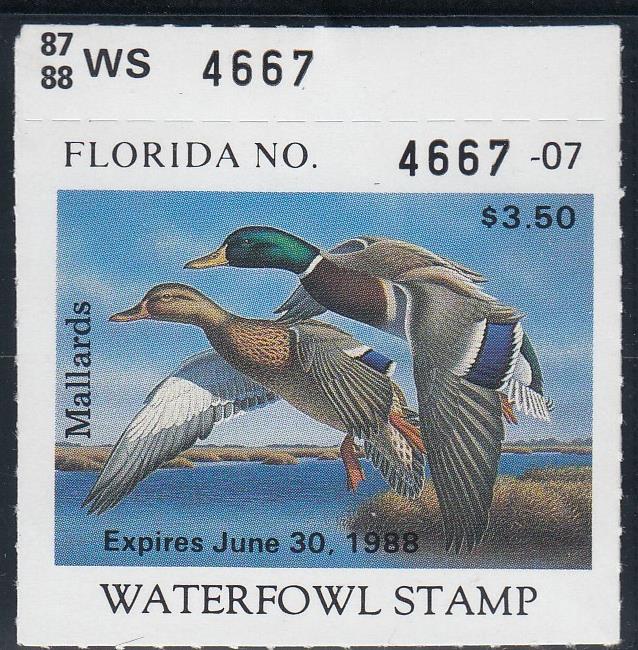 87
88 WS 4667
FLORIDA NO. 4667 -07
$3.50
Mallards
Expires June 30, 1988
WATERFOWL STAMP